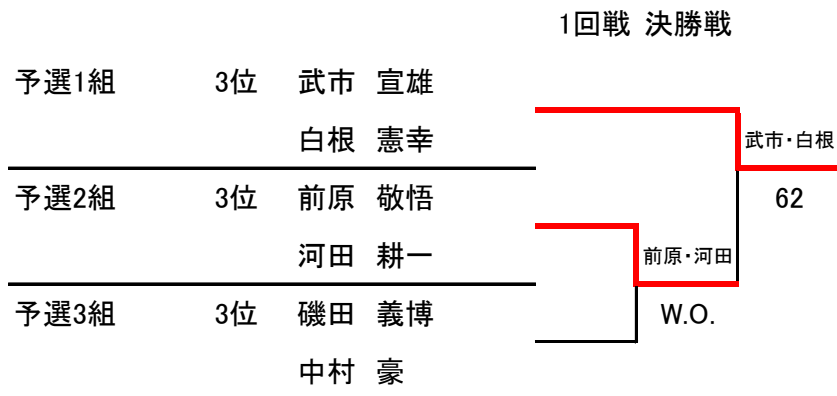 1回戦 決勝戦
予選1組 3位 武市 宣雄
白根 憲幸 武市・白根
予選2組 3位 前原 敬悟 62
河田 耕一 前原・河田
予選3組 3位 磯田 義博 W.O.
中村 豪